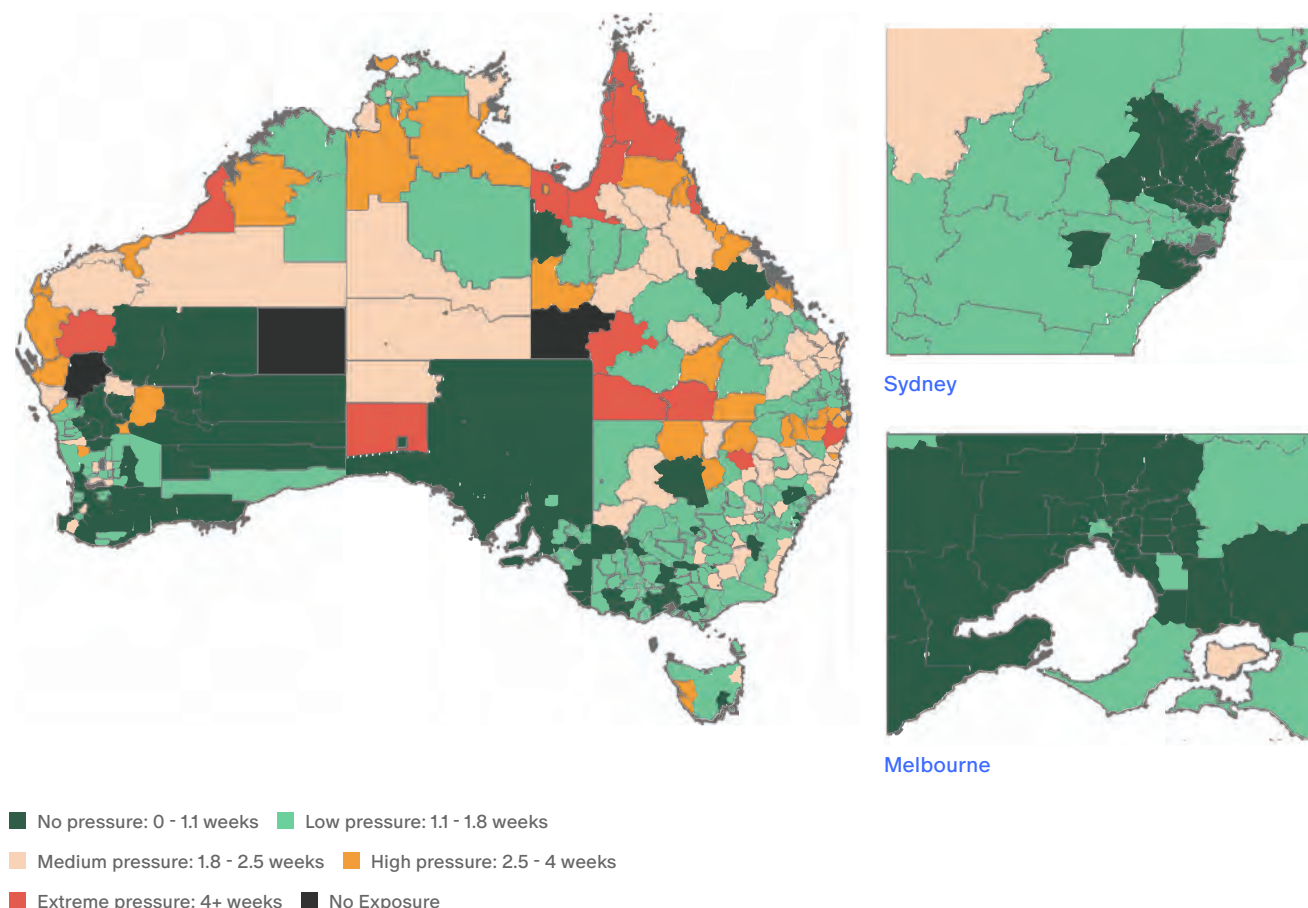 Sydney
Melbourne
No pressure: 0 - 1.1 weeks Low pressure: 1.1 - 1.8 weeks
Medium pressure: 1.8 - 2.5 weeks High pressure: 2.5 - 4 weeks
Extreme pressure: 4+ weeks No Exposure